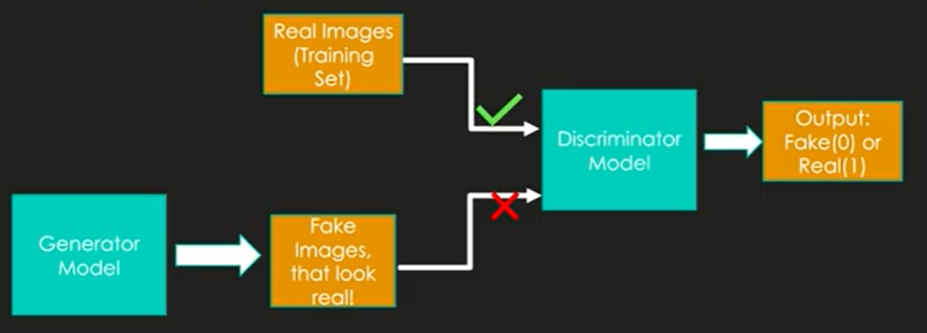 Real Images
(Training
Set)
Discriminator
Model
Output:
Fake(0) or
Real(1)
Generator
Model
Fake
Images,
that look
real!